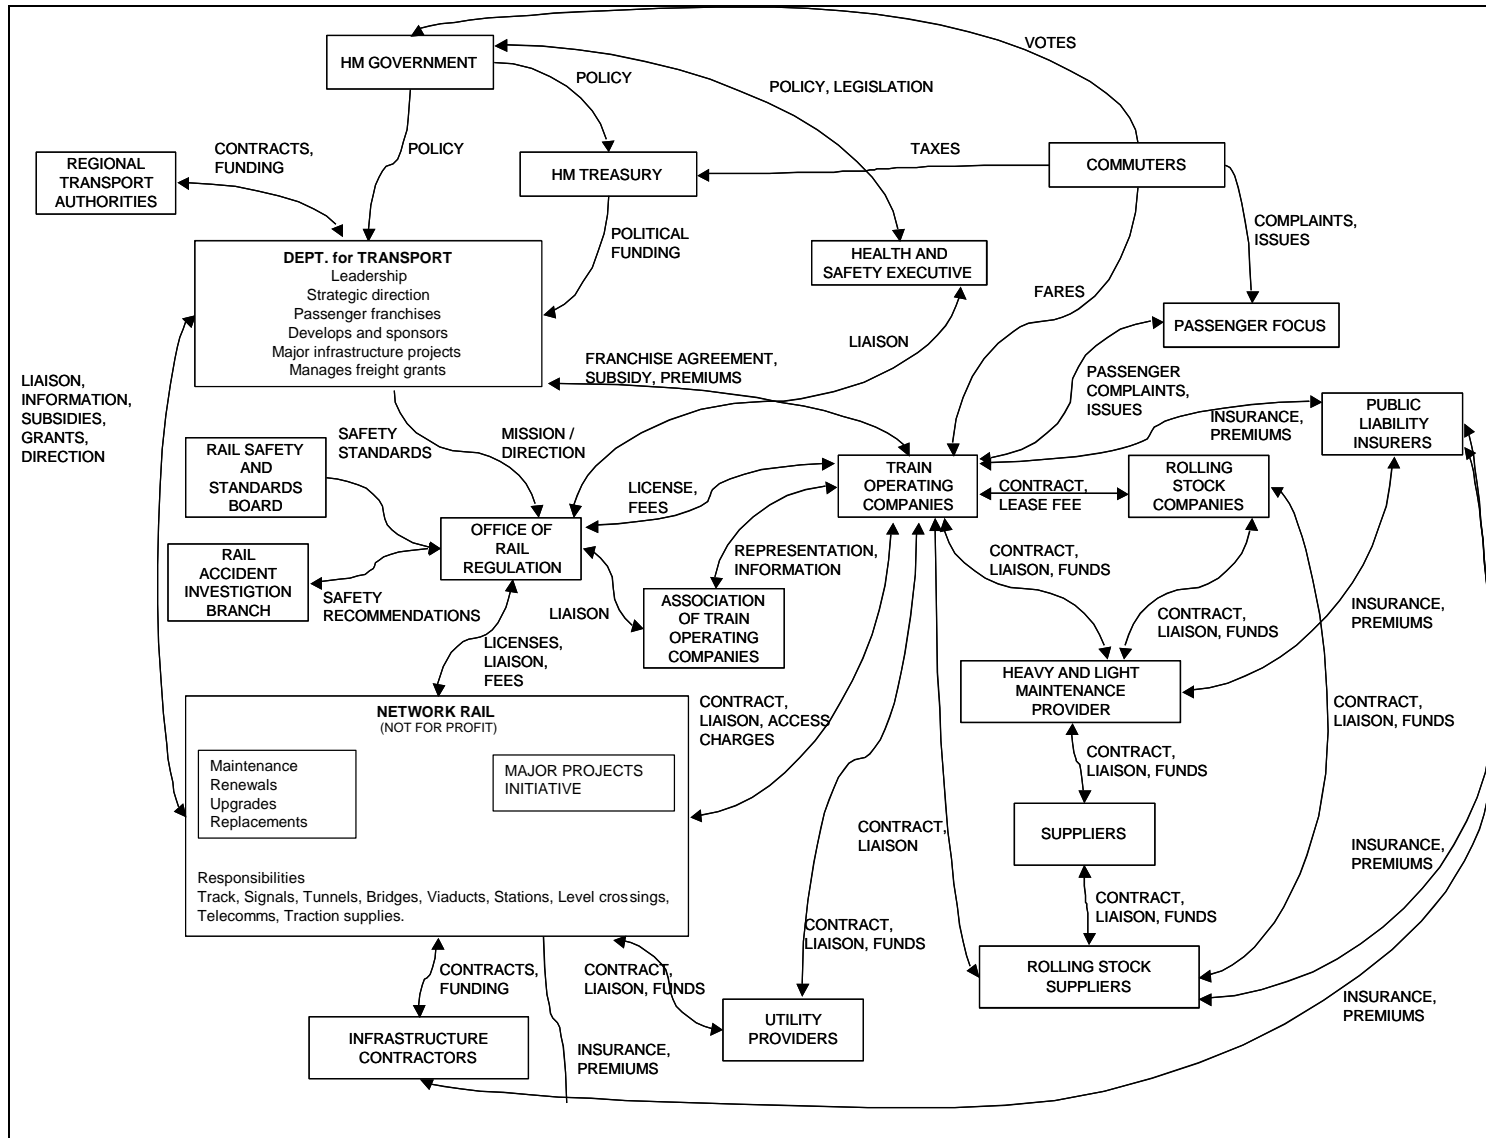 VOTES
HM GOVERNMENT
POLICY
POLICY, LEGISLATION
CONTRACTS,
FUNDING
POLICY
TAXES
COMMUTERS
REGIONAL
TRANSPORT
AUTHORITIES
HM TREASURY
COMPLAINTS,
ISSUES
POLITICAL
FUNDING
DEPT. for TRANSPORT
Leadership
Strategic direction
Passenger franchises
Develops and sponsors
Major infrastructure projects
Manages freight grants
HEALTH AND
SAFETY EXECUTIVE
FARES
PASSENGER FOCUS
LIAISON
FRANCHISE AGREEMENT,
SUBSIDY, PREMIUMS
PASSENGER
COMPLAINTS,
ISSUES
LIAISON,
INFORMATION,
SUBSIDIES,
GRANTS,
DIRECTION
INSURANCE,
PREMIUMS
PUBLIC
LIABILITY
INSURERS
SAFETY
STANDARDS
MISSION /
DIRECTION
RAIL SAFETY
AND
STANDARDS
BOARD
TRAIN
OPERATING
COMPANIES
CONTRACT,
LEASE FEE
ROLLING
STOCK
COMPANIES
LICENSE,
FEES
OFFICE OF
RAIL
REGULATION
RAIL
ACCIDENT
INVESTIGTION
BRANCH
REPRESENTATION,
INFORMATION
CONTRACT,
LIAISON, FUNDS
SAFETY
RECOMMENDATIONS
LIAISON
ASSOCIATION
OF TRAIN
OPERATING
COMPANIES
CONTRACT,
LIAISON, FUNDS
INSURANCE,
PREMIUMS
LICENSES,
LIAISON,
FEES
HEAVY AND LIGHT
MAINTENANCE
PROVIDER
NETWORK RAIL
(NOT FOR PROFIT)
CONTRACT,
LIAISON, ACCESS
CHARGES
CONTRACT,
LIAISON, FUNDS
Maintenance
Renewals
Upgrades
Replacements
MAJOR PROJECTS
INITIATIVE
CONTRACT,
LIAISON, FUNDS
CONTRACT,
LIAISON
SUPPLIERS
INSURANCE,
PREMIUMS
Responsibilities
Track, Signals, Tunnels, Bridges, Viaducts, Stations, Level crossings,
Telecomms, Traction supplies.
CONTRACT,
LIAISON, FUNDS
CONTRACT,
LIAISON, FUNDS
CONTRACTS,
FUNDING
CONTRACT,
LIAISON, FUNDS
ROLLING STOCK
SUPPLIERS
INSURANCE,
PREMIUMS
UTILITY
PROVIDERS
INFRASTRUCTURE
CONTRACTORS
INSURANCE,
PREMIUMS